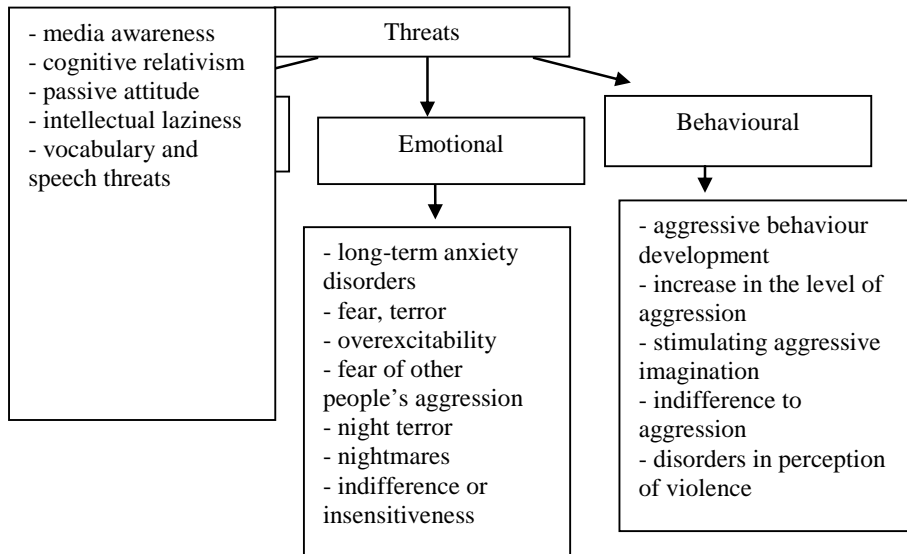 Threats
- media awareness
- cognitive relativism
- passive attitude
- intellectual laziness
- vocabulary and
speech threats
Emotional
- long-term anxiety
disorders
- fear, terror
- overexcitability
- fear of other
people’s aggression
- night terror
- nightmares
- indifference or
insensitiveness
Behavioural
- aggressive behaviour
development
- increase in the level of
aggression
- stimulating aggressive
imagination
- indifference to
aggression
- disorders in perception
of violence